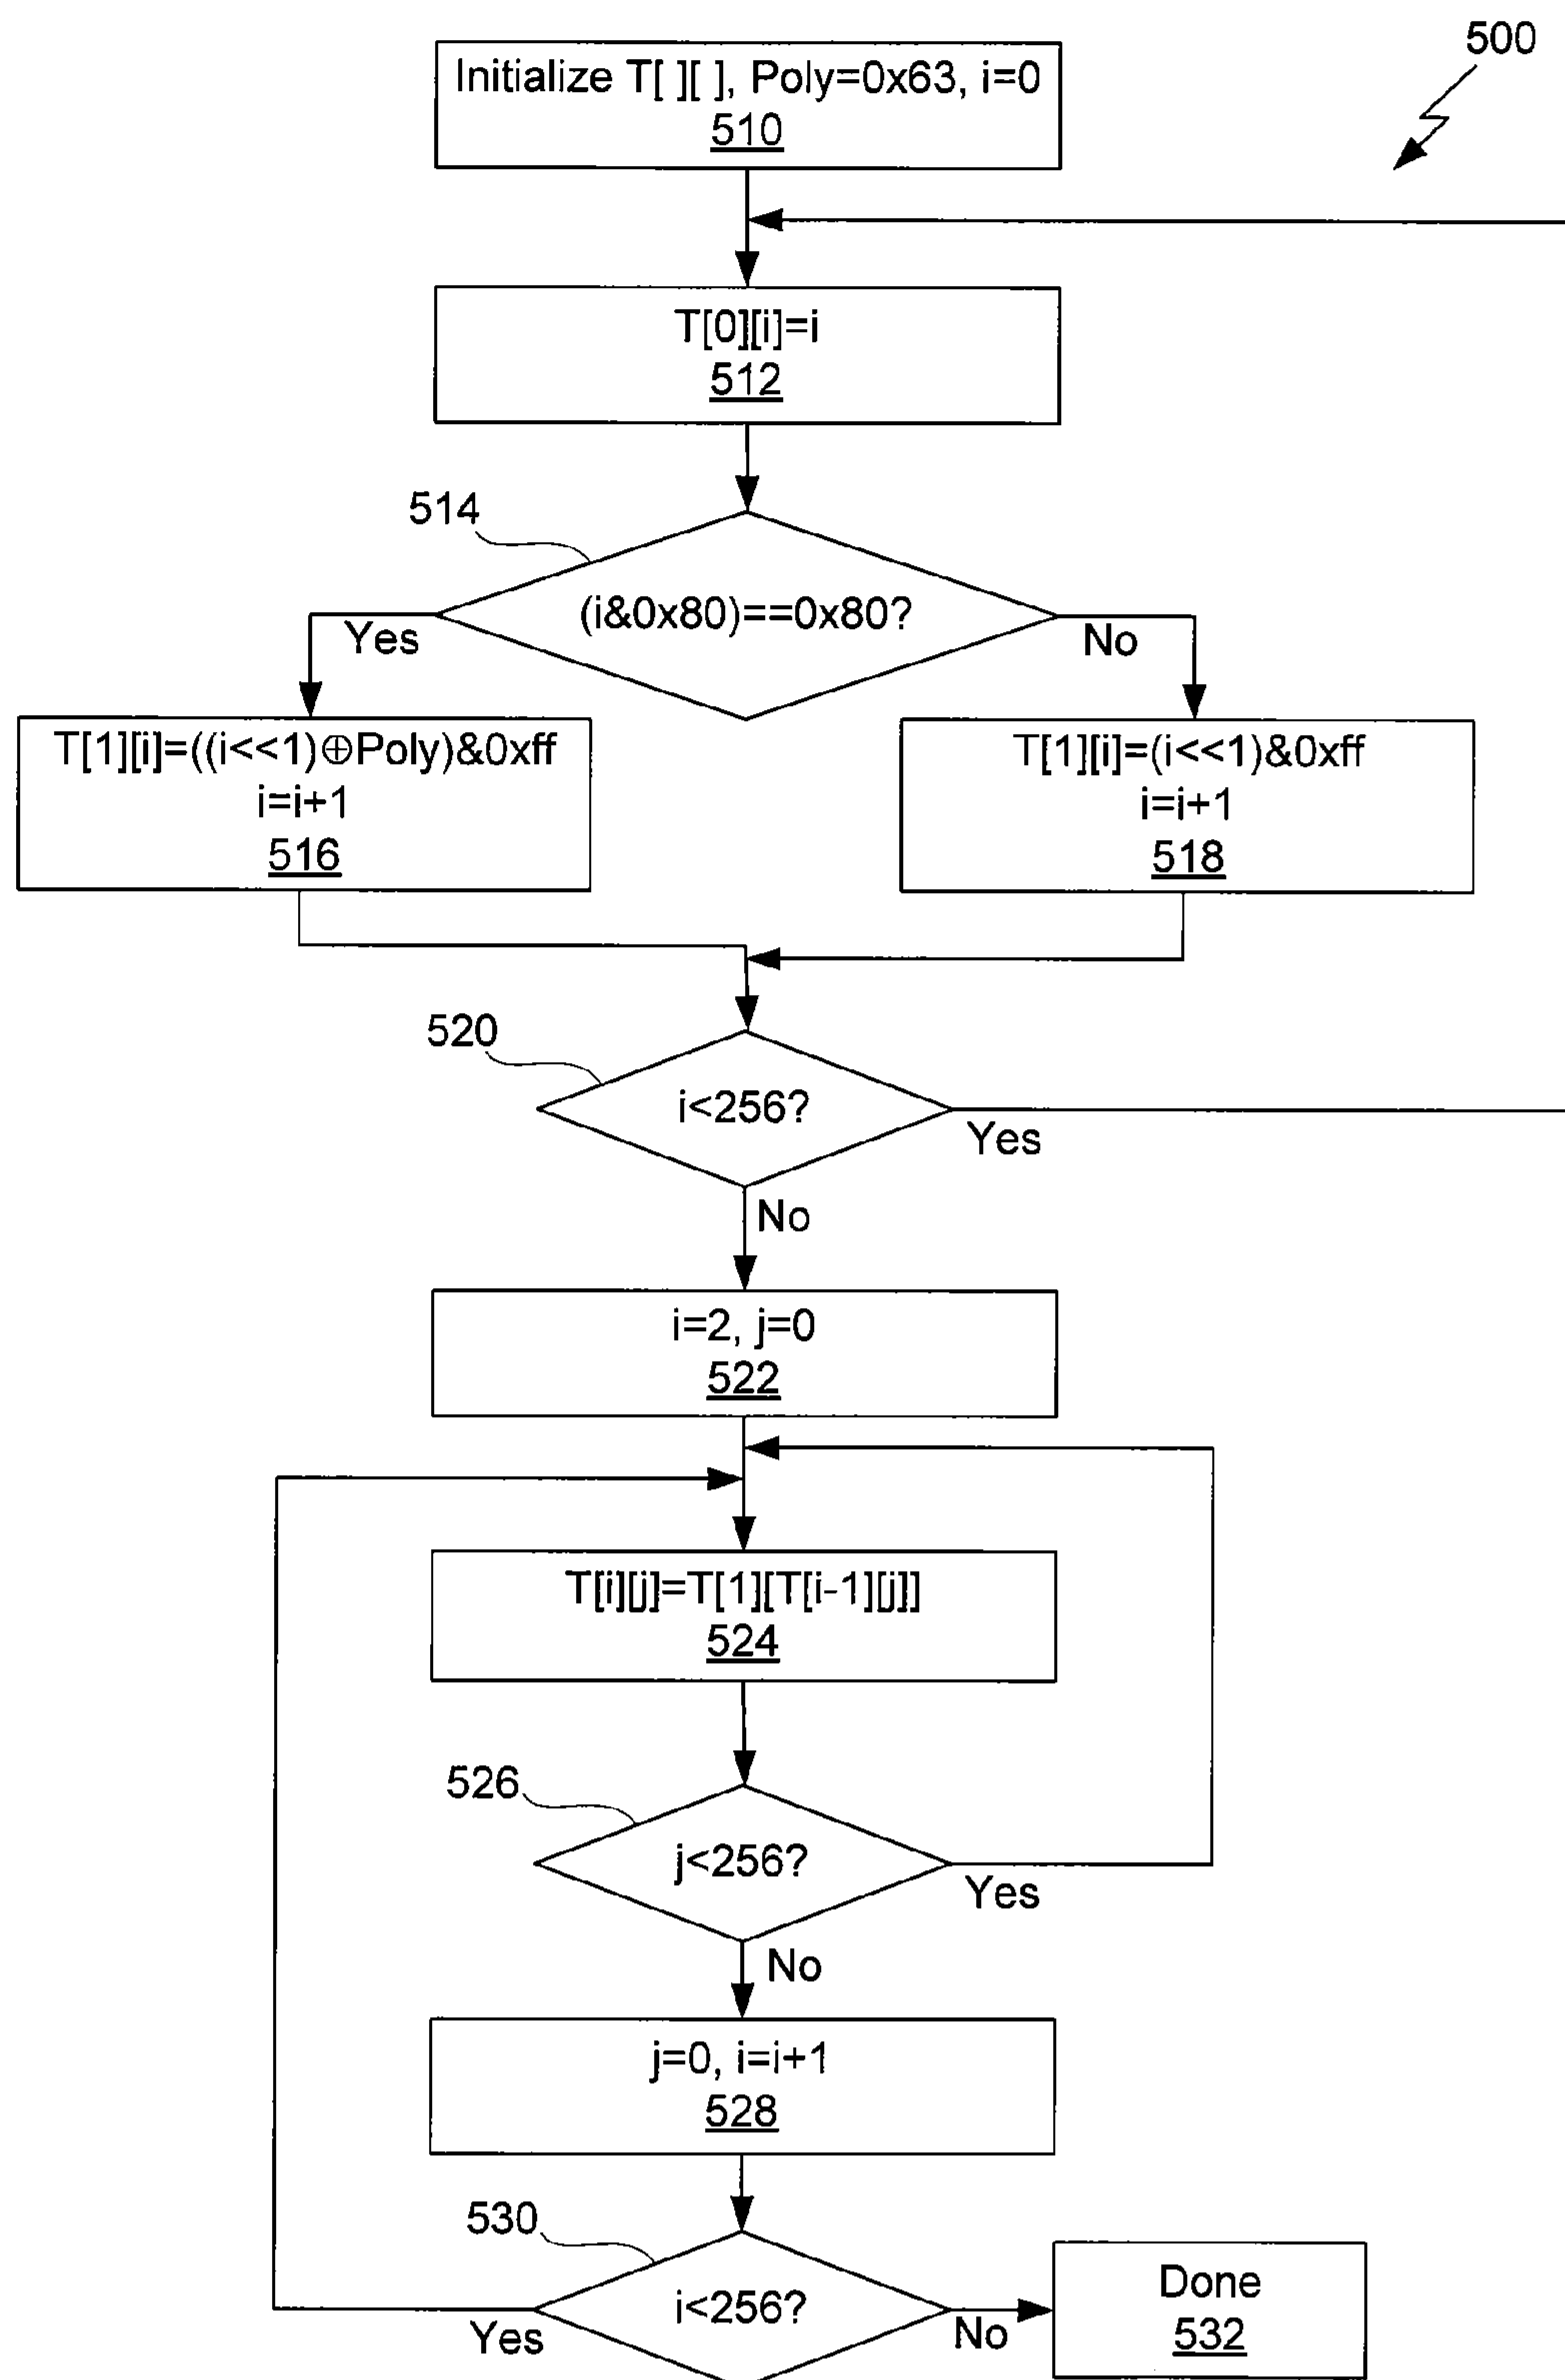 500
Initialize T[ ][ ], Poly=0x63, i=0
510
T[0][i]=i
512
514
(i&0x80)==0x80?
Yes
No
T[1][i]=((i<<1)⊕Poly)&0xff
i=i+1
516
T[1][i]=(i<<1)&0xff
i=i+1
518
520
i<256?
Yes
No
i=2, j=0
522
T[i][j]=T[1][T[i-1][j]]
524
526
j<256?
Yes
No
j=0, i=i+1
528
530
i<256?
Yes
No
Done
532